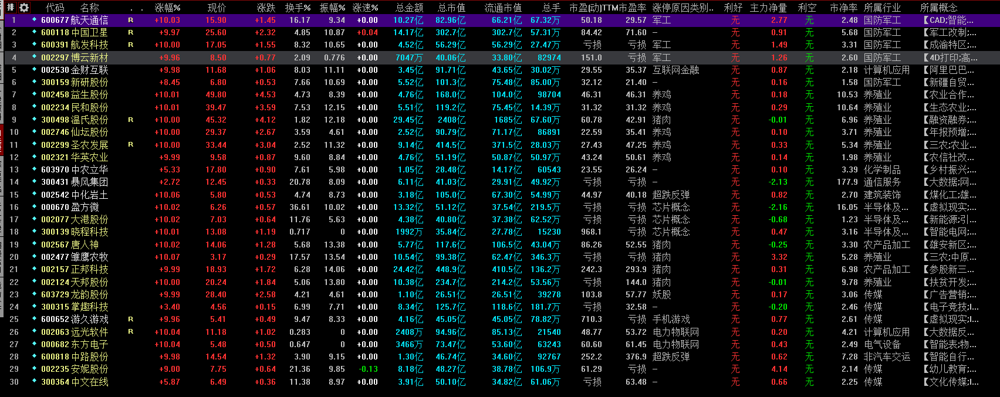 排 代码 名称 . . 涨幅% 现价 涨跌 换手% 振幅% 涨速% 总金额 总市值 流通市值 总手 市盈(动) TTM市盈率 涨停原因类别.. 利好 主力净量 利空 市净率 所属行业 所属概念
1 600677 航天通信 R +10.03 15.90 +1.45 16.17 9.34 +0.00 10.27亿 82.96亿 66.21亿 67.32万 50.18 29.57 军工 无 2.77 无 2.48 国防军工 【CAD;智能...
2 600118 中国卫星 R +9.97 25.60 +2.32 4.85 10.87 +0.04 14.17亿 302.7亿 302.7亿 57.31万 84.42 71.60 — 无 0.91 无 5.68 国防军工 【军工改制;...
3 600391 航发科技 R +10.00 17.05 +1.55 8.32 10.65 +0.00 4.52亿 56.29亿 56.29亿 27.47万 亏损 亏损 军工 无 1.49 无 3.31 国防军工 【成渝特区;...
4 002297 博云新材 +9.96 8.50 +0.77 2.09 0.776 +0.00 7047万 40.06亿 33.80亿 82974 151.0 亏损 军工 无 1.26 无 2.60 国防军工 【4D打印;高...
5 002530 金财互联 +9.98 11.68 +1.06 8.03 11.11 +0.00 3.45亿 91.71亿 43.65亿 30.02万 29.55 35.37 互联网金融 无 0.87 无 2.18 计算机应用 【阿里巴巴...
6 300159 新研股份 +8.45 6.80 +0.53 7.66 10.69 +0.00 5.52亿 101.3亿 75.48亿 85.00万 32.12 21.40 — 无 0.16 无 1.58 国防军工 【新疆自贸...
7 002458 益生股份 +10.01 49.80 +4.53 4.73 8.39 +0.00 4.76亿 168.0亿 104.0亿 98704 46.31 46.31 养鸡 无 0.18 无 10.53 养殖业 【农业合作...
8 002234 民和股份 +10.01 39.47 +3.59 7.53 12.15 +0.00 5.51亿 119.2亿 75.45亿 14.39万 31.32 31.32 养鸡 无 0.29 无 10.64 养殖业 【生态农业;...
9 300498 温氏股份 R +10.00 45.32 +4.12 1.82 12.18 +0.00 29.45亿 2408亿 1685亿 67.60万 60.78 42.91 猪肉 无 -0.01 无 6.96 养殖业 【融资融券;...
10 002746 仙坛股份 +10.00 29.37 +2.67 3.59 4.61 +0.00 2.52亿 90.79亿 71.17亿 86891 22.59 35.41 养鸡 无 0.10 无 3.71 养殖业 【年报预增;...
11 002299 圣农发展 R +10.00 33.44 +3.04 2.52 11.32 +0.00 9.14亿 414.5亿 371.5亿 28.03万 27.43 47.25 养鸡 无 0.33 无 5.34 养殖业 【三农;农业...
12 002321 华英农业 +9.99 9.58 +0.87 9.60 8.84 +0.00 4.76亿 51.19亿 50.87亿 50.97万 43.24 50.61 养鸡 无 0.14 无 1.98 养殖业 【农信社改...
13 603970 中农立华 +5.33 17.80 +0.90 7.61 5.98 +0.00 1.05亿 28.48亿 14.17亿 60543 23.55 26.24 — 无 0.10 无 3.39 化学制品 【乡村振兴;...
14 300431 暴风集团 +2.72 12.45 +0.33 20.78 8.09 +0.00 6.11亿 41.03亿 29.91亿 49.92万 亏损 亏损 — 无 -2.13 无 177.9 通信服务 【大数据;网...
15 002542 中化岩土 +10.06 5.80 +0.53 4.74 8.73 +0.00 3.18亿 105.0亿 67.30亿 54.99万 44.97 40.18 超跌反弹 无 0.82 无 2.70 建筑装饰 【煤化工;雄...
16 000670 盈方微 +10.02 6.26 +0.57 36.61 10.02 +0.00 13.32亿 51.12亿 37.54亿 219.5万 亏损 亏损 芯片概念 无 -2.16 无 16.05 半导体及... 【虚拟现实;...
17 002077 大港股份 +10.02 7.03 +0.64 11.76 5.63 +0.00 4.38亿 40.80亿 37.38亿 62.52万 亏损 亏损 芯片概念 无 -0.68 无 1.23 半导体及... 【新能源;引...
18 300139 晓程科技 +10.01 13.08 +1.19 0.717 0 +0.00 1992万 35.84亿 27.78亿 15230 968.1 亏损 芯片概念 无 0.47 无 3.16 半导体及... 【智能电网;...
19 002567 唐人神 +10.02 14.06 +1.28 5.68 13.38 +0.00 5.77亿 117.6亿 106.5亿 43.04万 86.26 52.55 猪肉 无 -0.25 无 3.30 农产品加工 【雄安新区;...
20 002477 雏鹰农牧 +10.07 3.17 +0.29 17.57 13.54 +0.00 10.54亿 99.38亿 62.47亿 346.3万 亏损 亏损 猪肉 无 3.32 无 5.28 养殖业 【三农;中原...
21 002157 正邦科技 +9.99 18.93 +1.72 6.28 14.06 +0.00 24.42亿 448.9亿 410.5亿 136.2万 242.3 293.9 猪肉 无 0.31 无 6.98 农产品加工 【参股新三...
22 002124 天邦股份 +10.00 20.24 +1.84 5.06 13.80 +0.00 10.38亿 234.7亿 214.2亿 53.56万 亏损 144.0 猪肉 无 -0.01 无 9.78 养殖业 【扶贫开发;...
23 603729 龙韵股份 +9.99 28.40 +2.58 4.21 4.61 +0.00 1.10亿 26.51亿 26.51亿 39278 103.8 57.77 妖股 无 0.17 无 3.06 传媒 【广告营销;...
24 300315 掌趣科技 +3.40 4.56 +0.15 6.99 7.71 +0.00 8.34亿 125.7亿 118.6亿 181.7万 亏损 32.58 — 无 -0.20 无 2.46 传媒 【电子竞技;I...
25 600652 游久游戏 R +9.96 5.41 +0.49 9.47 8.33 +0.00 4.16亿 45.05亿 45.05亿 78.82万 710.3 亏损 手机游戏 无 0.77 无 2.61 传媒 【虚拟现实;I...
26 002063 远光软件 R +10.04 11.18 +1.02 0.283 0 +0.00 2408万 94.96亿 85.13亿 21540 48.77 53.72 电力物联网 无 0.20 无 4.21 计算机应用 【大数据反...
27 000682 东方电子 +10.04 5.48 +0.50 0.647 0 +0.00 3466万 73.47亿 53.60亿 63243 60.60 61.45 电力物联网 无 0.43 无 2.49 电气设备 【智能表;物...
28 600818 中路股份 +9.98 14.54 +1.32 3.90 9.15 +0.00 1.30亿 46.74亿 34.60亿 92767 252.2 376.9 超跌反弹 无 0.62 无 7.28 非汽车交运 【智能自行...
29 002235 安妮股份 +9.00 7.75 +0.64 21.36 9.85 -0.13 8.18亿 48.27亿 38.78亿 106.9万 61.29 亏损 — 无 4.14 无 2.14 传媒 【幼儿教育;...
30 300364 中文在线 +5.87 6.49 +0.36 11.38 8.97 +0.00 3.91亿 50.10亿 34.82亿 61.06万 亏损 63.48 — 无 0.66 无 2.25 传媒 【文化传媒;I...